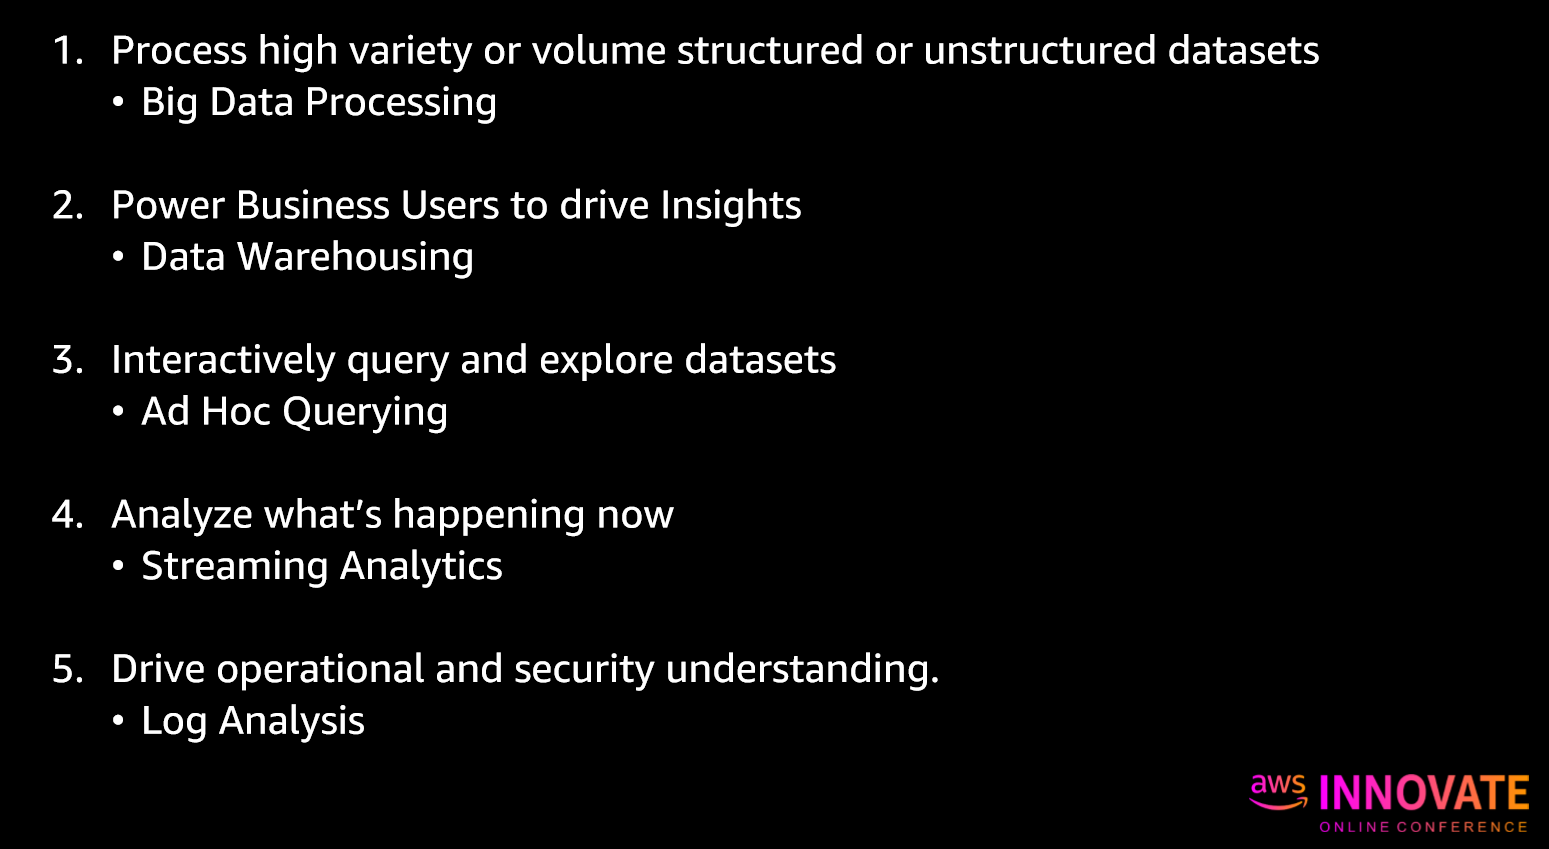 1. Process high variety or volume structured or unstructured datasets
• Big Data Processing
2. Power Business Users to drive Insights
• Data Warehousing
3. Interactively query and explore datasets
• Ad Hoc Querying
4. Analyze what's happening now
• Streaming Analytics
5. Drive operational and security understanding.
• Log Analysis
aws INNOVATE
ONLINE CONFERENCE